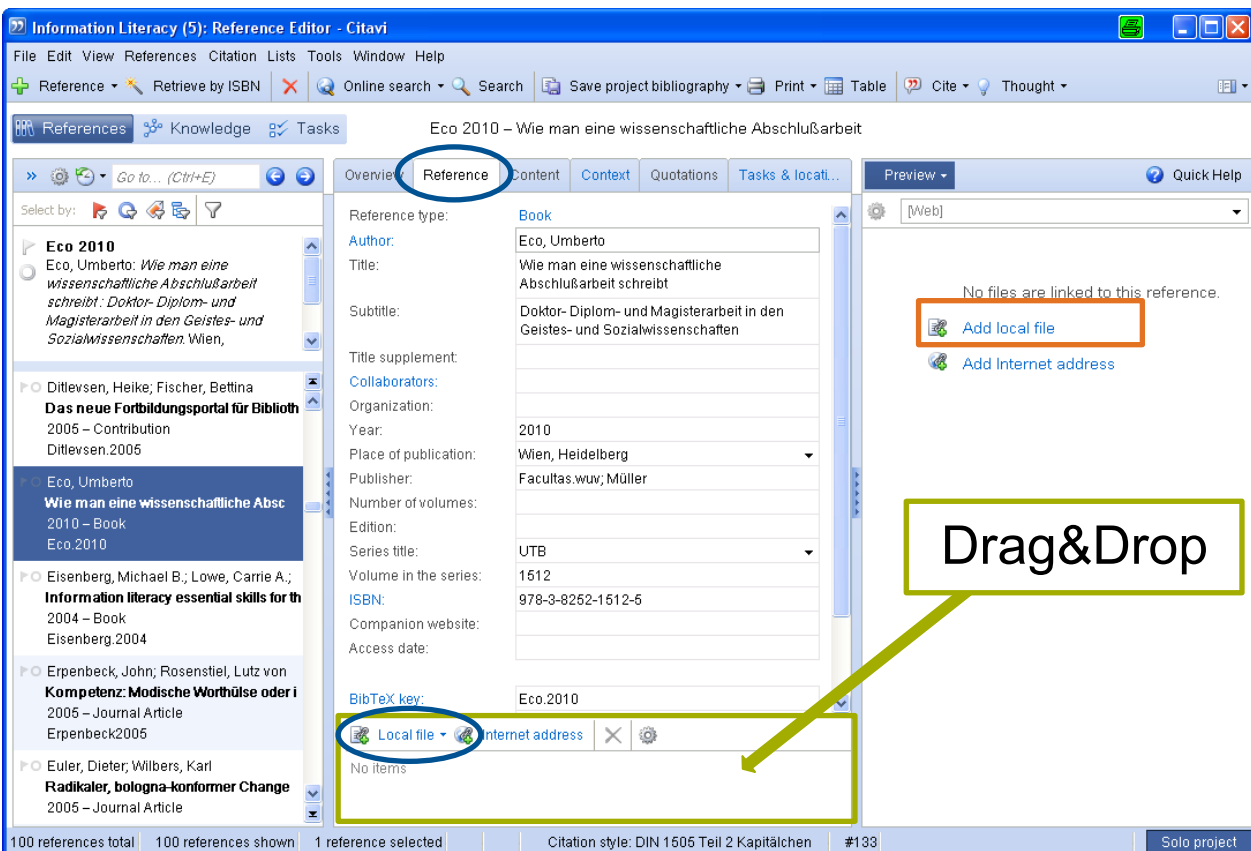 Information Literacy (5): Reference Editor - Citavi
File Edit View References Citation Lists Tools Window Help
Reference Retrieve by ISBN Online search Search Save project bibliography Print Table Cite Thought
References Knowledge Tasks Eco 2010 – Wie man eine wissenschaftliche Abschlußarbeit
Go to... (Ctrl+E)
Select by:
Eco 2010
Eco, Umberto: Wie man eine
wissenschaftliche Abschlußarbeit
schreibt : Doktor- Diplom- und
Magisterarbeit in den Geistes- und
Sozialwissenschaften. Wien,
Ditlevsen, Heike; Fischer, Bettina
Das neue Fortbildungsportal für Biblioth
2005 – Contribution
Ditlevsen.2005
Eco, Umberto
Wie man eine wissenschaftliche Absc
2010 – Book
Eco.2010
Eisenberg, Michael B.; Lowe, Carrie A.;
Information literacy essential skills for th
2004 – Book
Eisenberg.2004
Erpenbeck, John; Rosenstiel, Lutz von
Kompetenz: Modische Worthülse oder i
2005 – Journal Article
Erpenbeck2005
Euler, Dieter; Wilbers, Karl
Radikaler, bologna-konformer Change
2005 – Journal Article
Overview Reference Content Context Quotations Tasks & locati...
Reference type: Book
Author: Eco, Umberto
Title: Wie man eine wissenschaftliche
Abschlußarbeit schreibt
Subtitle: Doktor- Diplom- und Magisterarbeit in den
Geistes- und Sozialwissenschaften
Title supplement:
Collaborators:
Organization:
Year: 2010
Place of publication: Wien, Heidelberg
Publisher: Facultas.wuv; Müller
Number of volumes:
Edition:
Series title: UTB
Volume in the series: 1512
ISBN: 978-3-8252-1512-5
Companion website:
Access date:
BibTeX key: Eco.2010
Local file Internet address
No items
Preview Quick Help
[Web]
No files are linked to this reference.
Add local file
Add Internet address
Drag&Drop
100 references total 100 references shown 1 reference selected Citation style: DIN 1505 Teil 2 Kapitälchen #133 Solo project